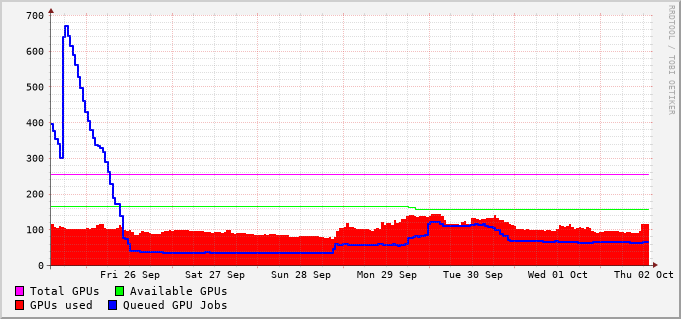 700
600
500
400
300
200
100
0
Fri 26 Sep Sat 27 Sep Sun 28 Sep Mon 29 Sep Tue 30 Sep Wed 01 Oct Thu 02 Oct
Total GPUs Available GPUs
GPUs used Queued GPU Jobs
RRDTOOL / TOBI OETIKER